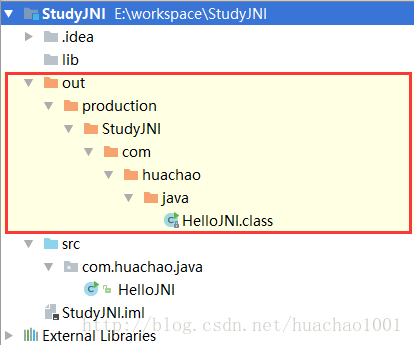 StudyJNI E:\workspace\StudyJNI
.idea
lib
out
production
StudyJNI
com
huachao
java
HelloJNI.class
src
com.huachao.java
HelloJNI
StudyJNI.iml
http://blog.csdn.net/huachao1001
External Libraries